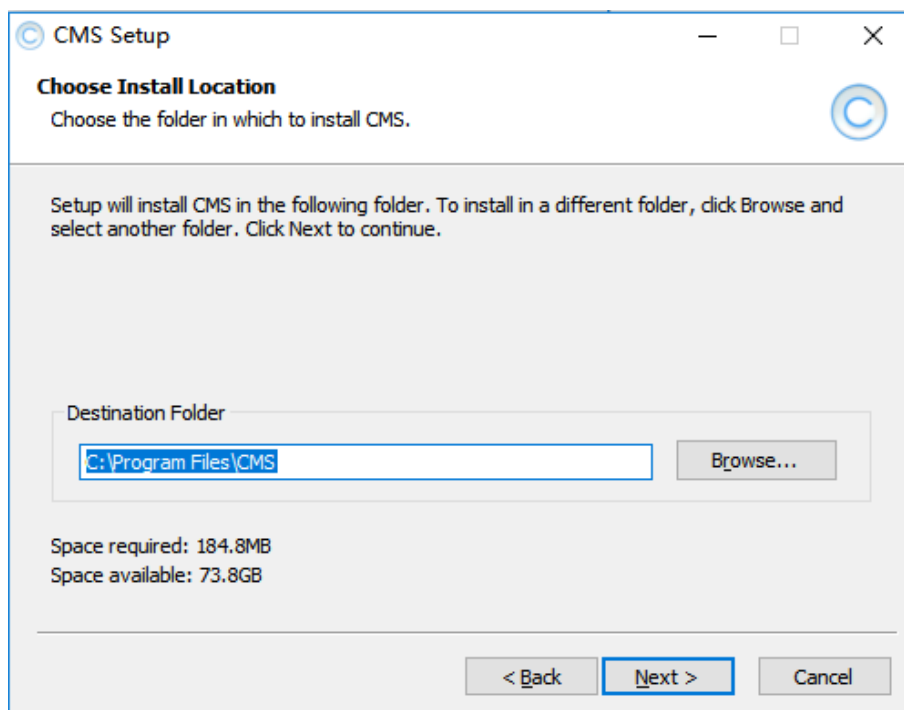 CMS Setup
Choose Install Location
Choose the folder in which to install CMS.
Setup will install CMS in the following folder. To install in a different folder, click Browse and
select another folder. Click Next to continue.
Destination Folder
C:\Program Files\CMS
Browse...
Space required: 184.8MB
Space available: 73.8GB
< Back Next > Cancel